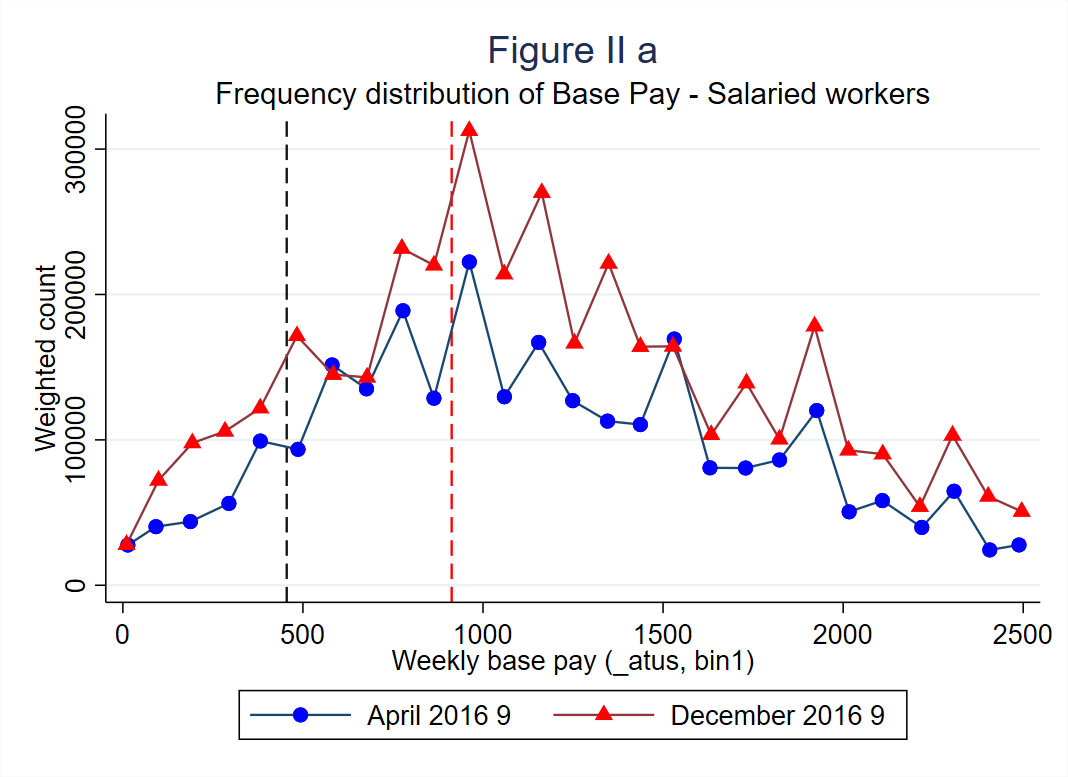 Figure II a
Frequency distribution of Base Pay - Salaried workers
Weighted count
300000
200000
100000
0
0 500 1000 1500 2000 2500
Weekly base pay (_atus, bin1)
April 2016 9 December 2016 9